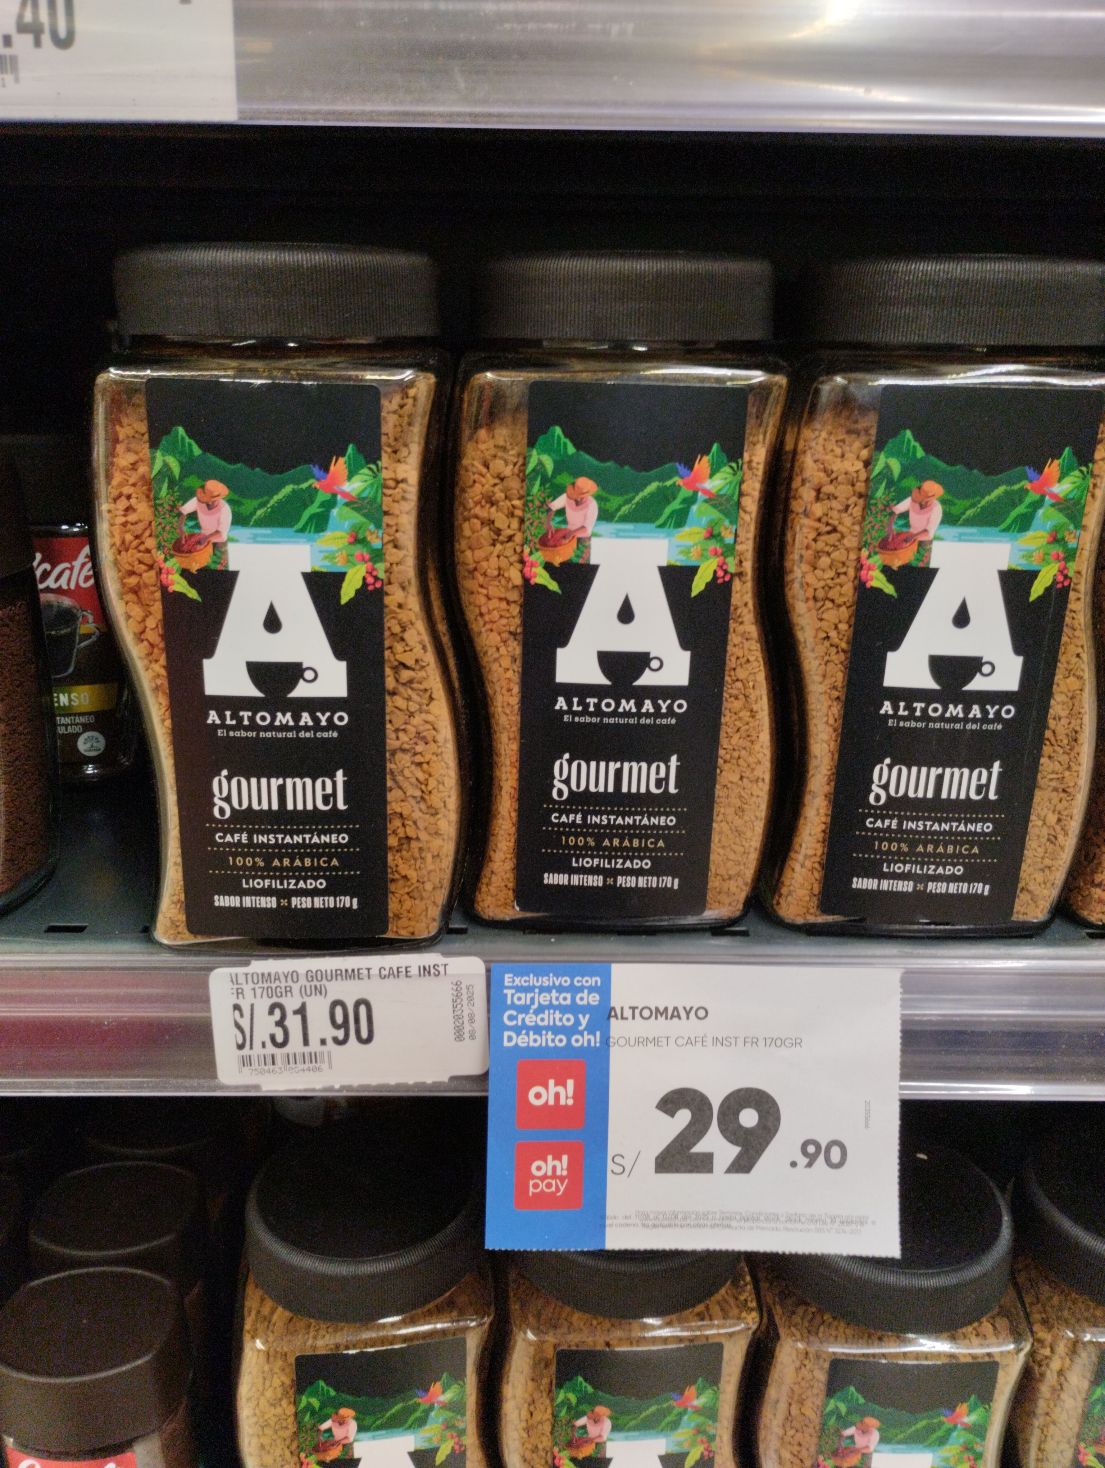 .40
café
ENSO
TANTÁNEO
ULADO
A
ALTOMAYO
El sabor natural del café
gourmet
CAFÉ INSTANTÁNEO
100% ARÁBICA
LIOFILIZADO
SABOR INTENSO PESO NETO 170 g
A
ALTOMAYO
El sabor natural del café
gourmet
CAFÉ INSTANTÁNEO
100% ARÁBICA
LIOFILIZADO
SABOR INTENSO PESO NETO 170 g
A
ALTOMAYO
El sabor natural del café
gourmet
CAFÉ INSTANTÁNEO
100% ARÁBICA
LIOFILIZADO
SABOR INTENSO PESO NETO 170 g
ALTOMAYO GOURMET CAFE INST
FR 170GR (UN)
S/.31.90
Exclusivo con
Tarjeta de
Crédito y
Débito oh!
oh!
oh!
pay
ALTOMAYO
GOURMET CAFÉ INST FR 170GR
S/ 29.90